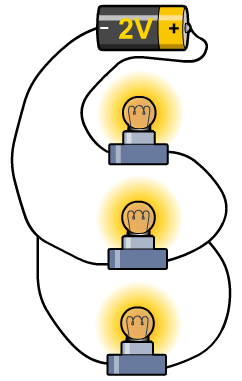 – 2V +